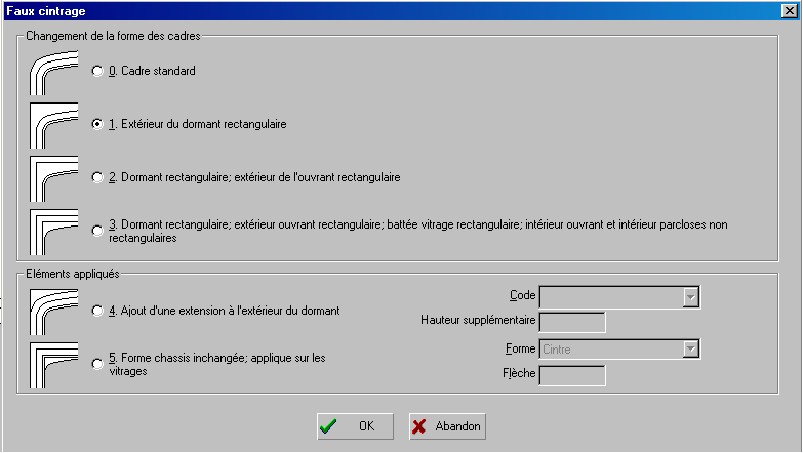 Faux cintrage
Changement de la forme des cadres
0. Cadre standard
1. Extérieur du dormant rectangulaire
2. Dormant rectangulaire; extérieur de l'ouvrant rectangulaire
3. Dormant rectangulaire; extérieur ouvrant rectangulaire; battée vitrage rectangulaire; intérieur ouvrant et intérieur parcloses non
rectangulaires
Eléments appliqués
4. Ajout d'une extension à l'extérieur du dormant
5. Forme chassis inchangée; applique sur les
vitrages
Code
Hauteur supplémentaire
Forme Cintre
Flèche
OK
Abandon